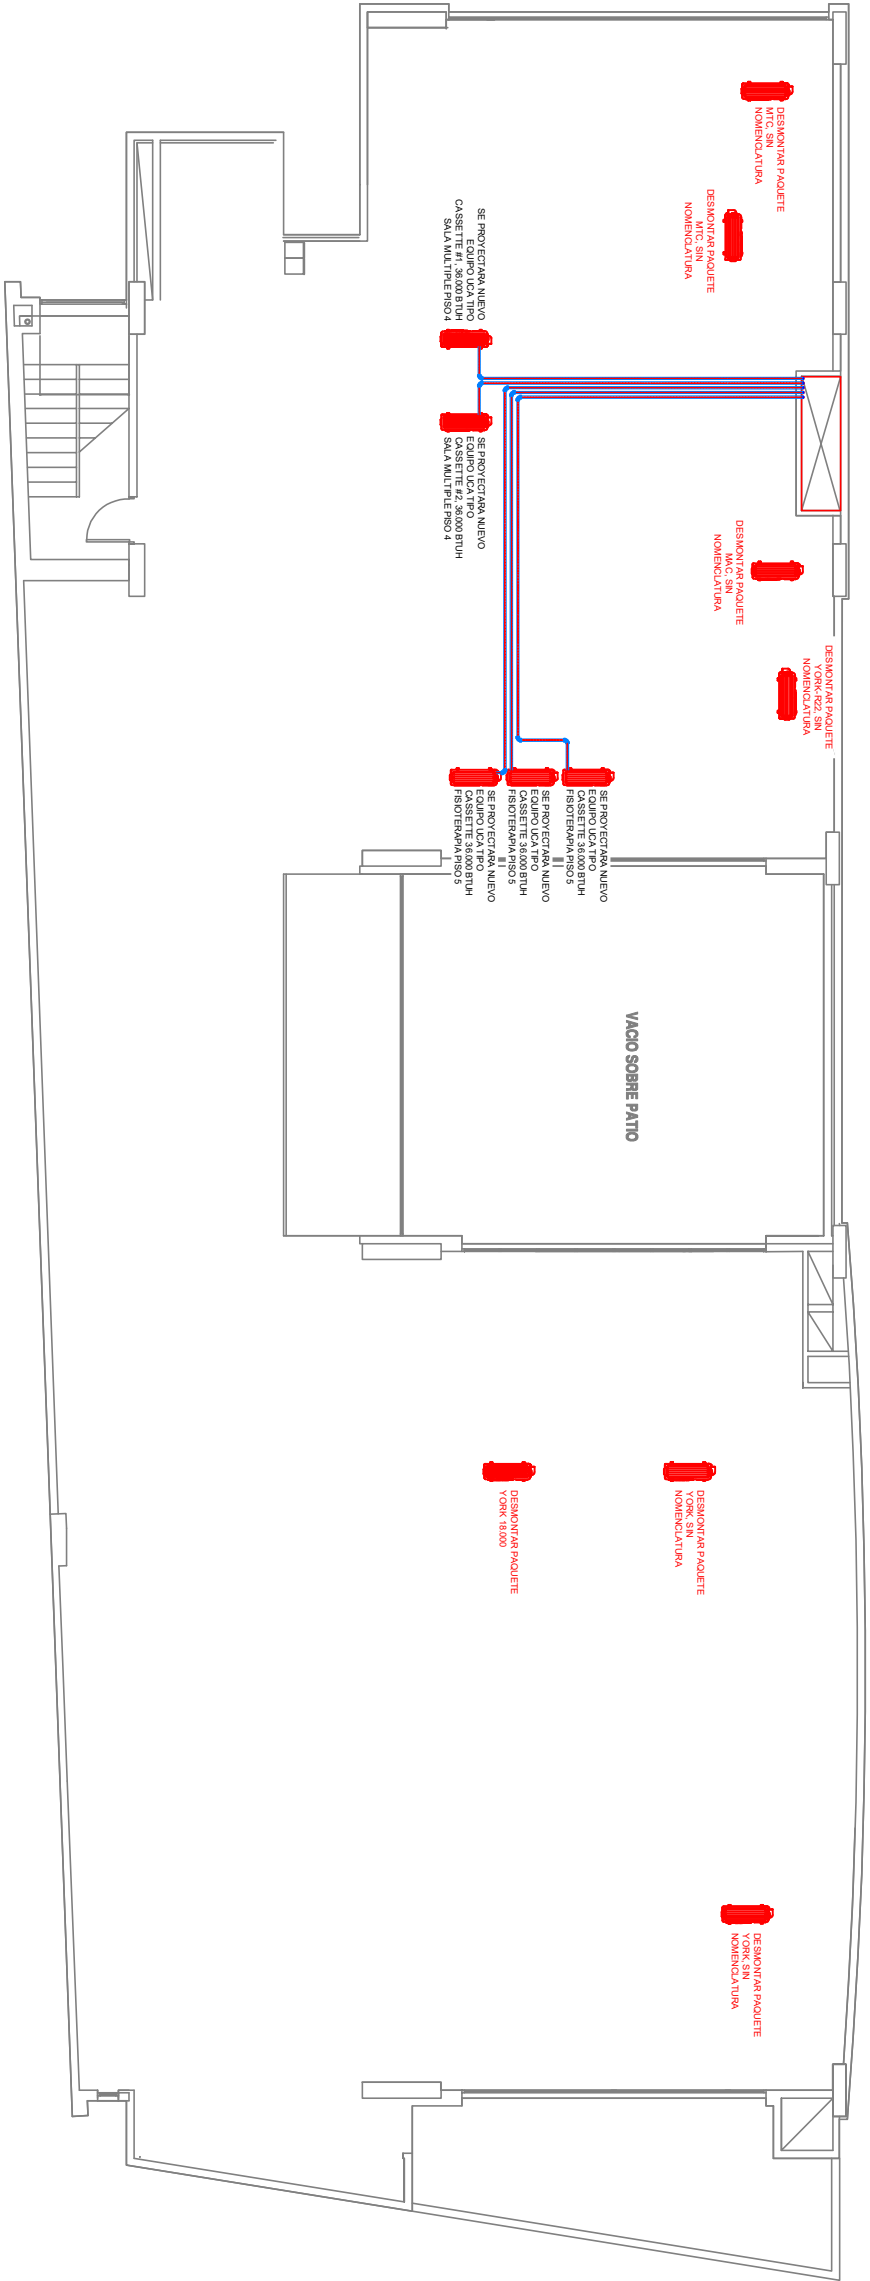 DESMONTAR PAQUETE
MTC, SIN
NOMENCLATURA
DESMONTAR PAQUETE
MTC, SIN
NOMENCLATURA
SE PROYECTARA NUEVO
EQUIPO UCA TIPO
CASSETTE #1, 36.000 BTUH
SALA MULTIPLE PISO 4
SE PROYECTARA NUEVO
EQUIPO UCA TIPO
CASSETTE #2, 36.000 BTUH
SALA MULTIPLE PISO 4
DESMONTAR PAQUETE
MAC, SIN
NOMENCLATURA
DESMONTAR PAQUETE
YORK-R22, SIN
NOMENCLATURA
SE PROYECTARA NUEVO
EQUIPO UCA TIPO
CASSETTE 36.000 BTUH
FISIOTERAPIA PISO 5
SE PROYECTARA NUEVO
EQUIPO UCA TIPO
CASSETTE 36.000 BTUH
FISIOTERAPIA PISO 5
SE PROYECTARA NUEVO
EQUIPO UCA TIPO
CASSETTE 36.000 BTUH
FISIOTERAPIA PISO 5
VACIO SOBRE PATIO
DESMONTAR PAQUETE
YORK, SIN
NOMENCLATURA
DESMONTAR PAQUETE
YORK 18.000
DESMONTAR PAQUETE
YORK, SIN
NOMENCLATURA